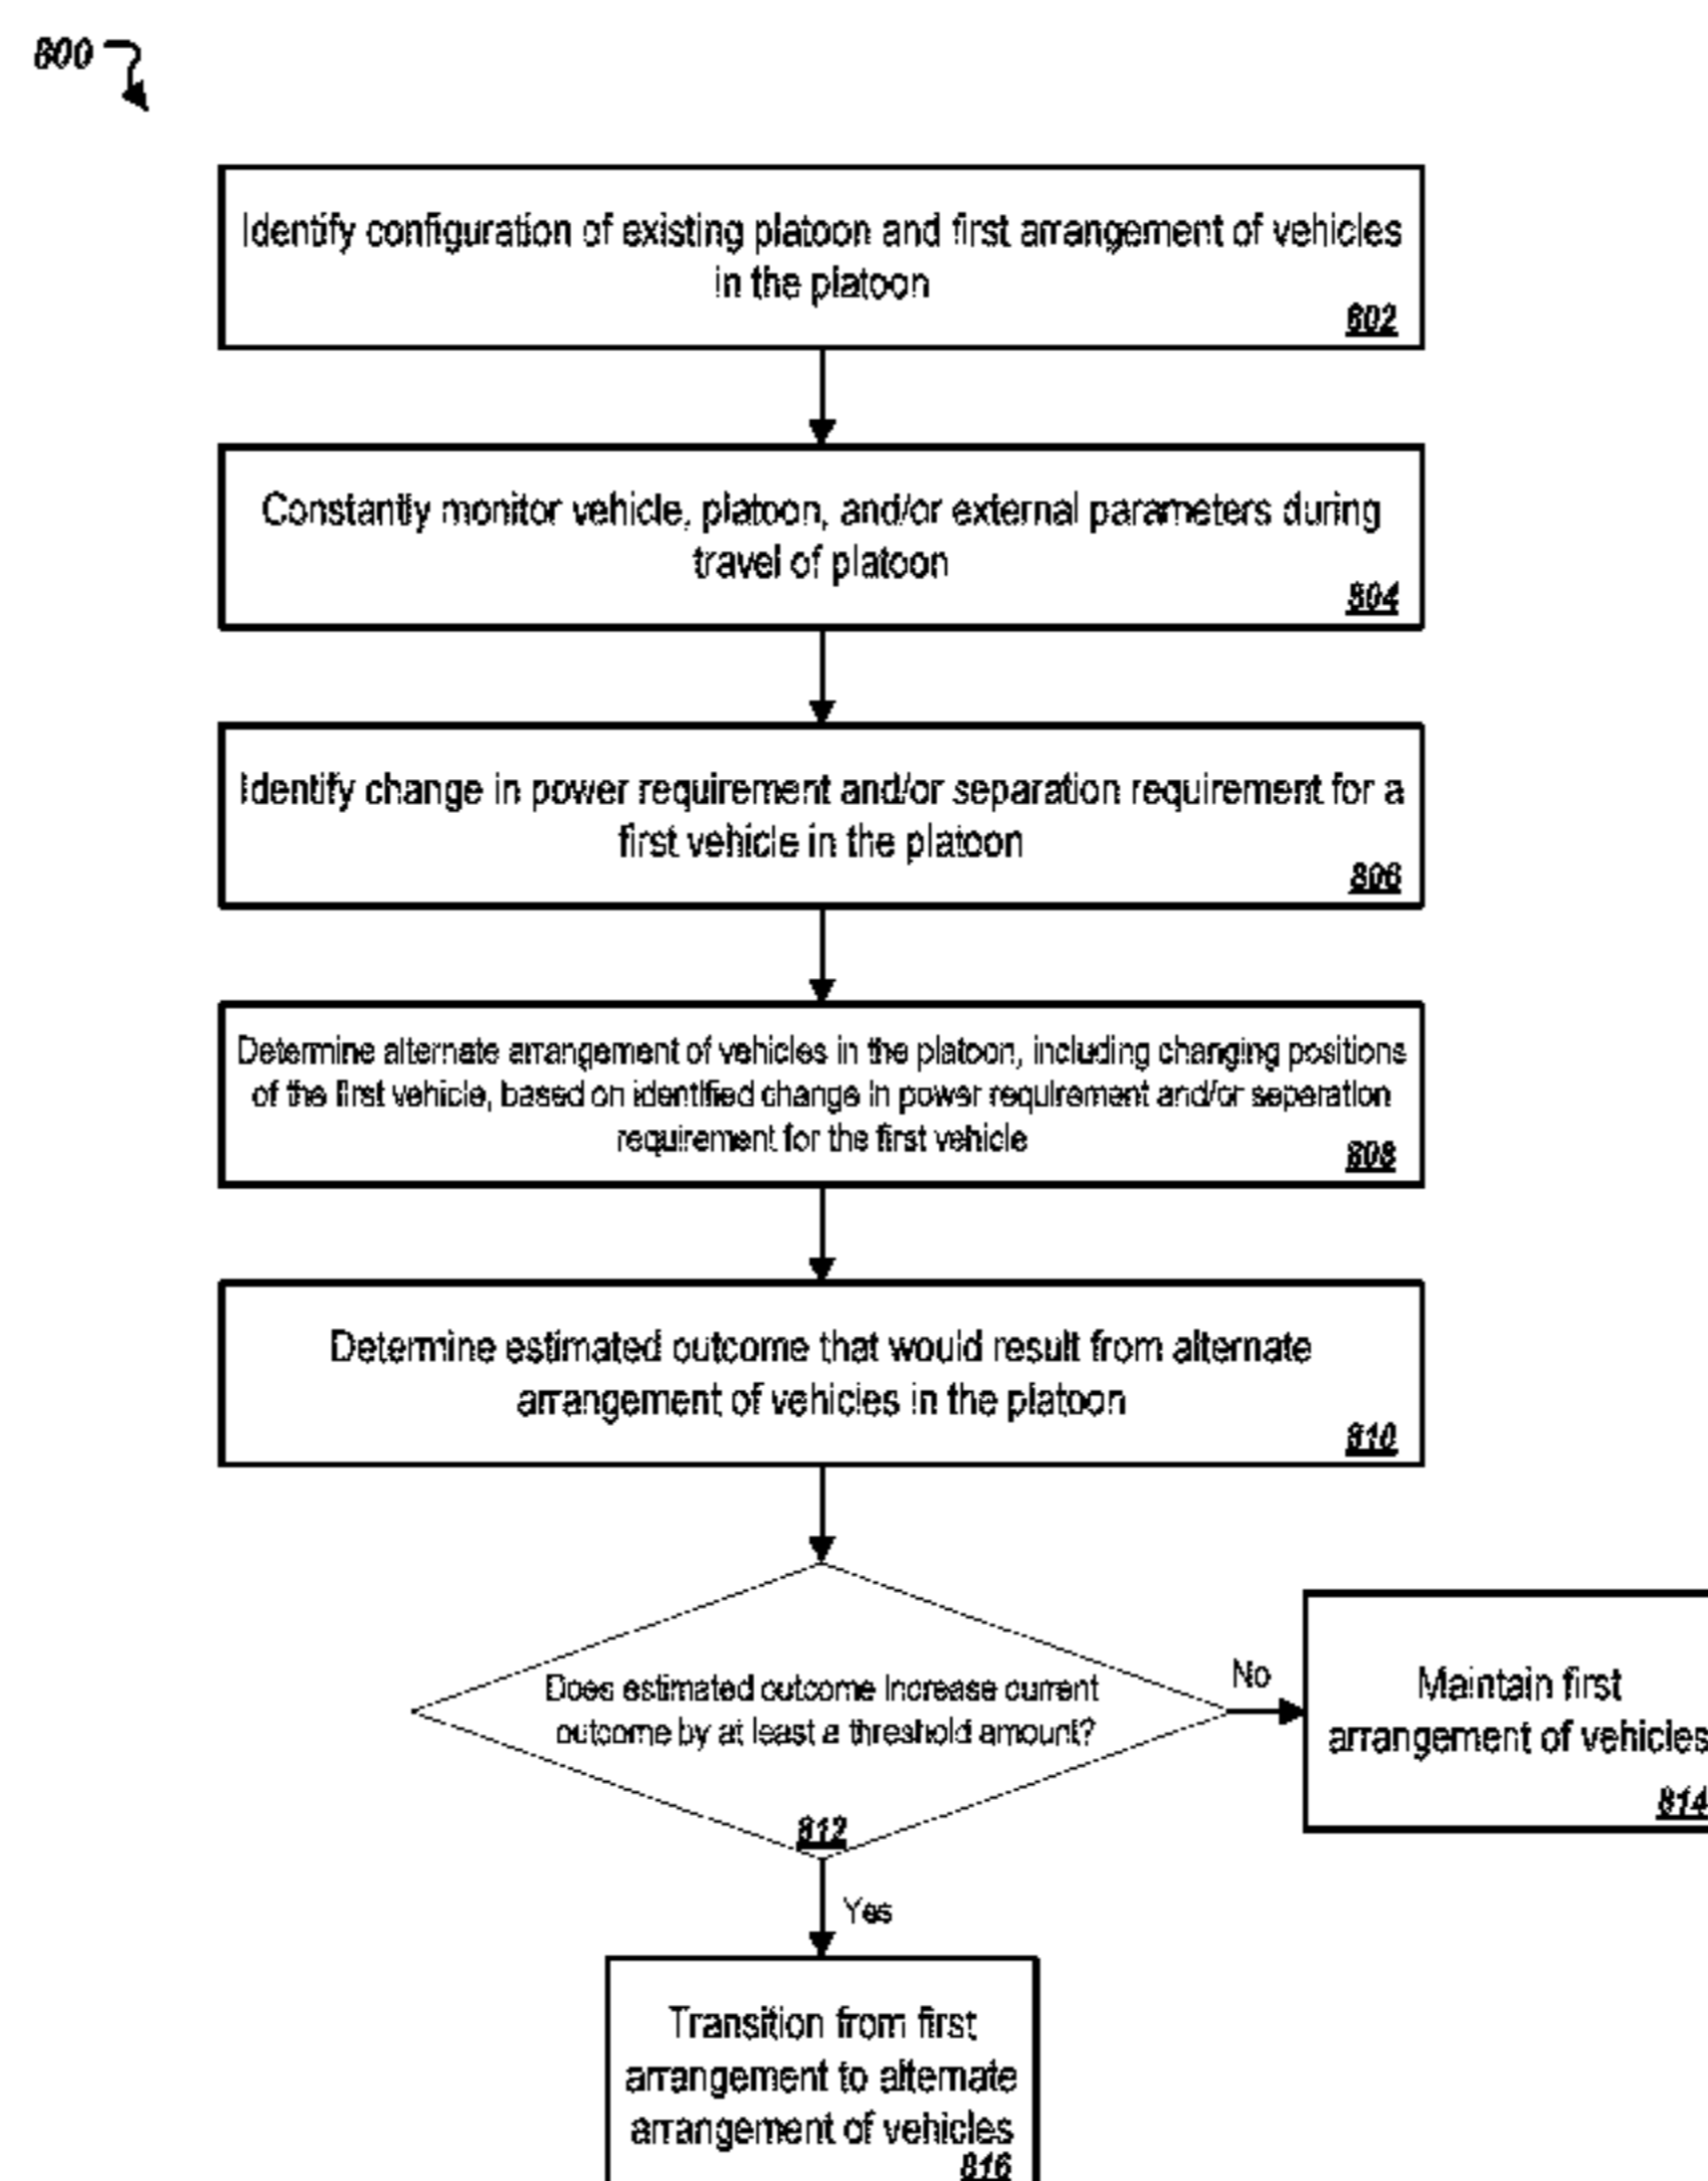 800
Identify configuration of existing platoon and first arrangement of vehicles
in the platoon
802
Constantly monitor vehicle, platoon, and/or external parameters during
travel of platoon
804
Identify change in power requirement and/or separation requirement for a
first vehicle in the platoon
806
Determine alternate arrangement of vehicles in the platoon, including changing positions
of the first vehicle, based on identified change in power requirement and/or separation
requirement for the first vehicle
808
Determine estimated outcome that would result from alternate
arrangement of vehicles in the platoon
810
Does estimated outcome increase current
outcome by at least a threshold amount?
812
No
Maintain first
arrangement of vehicles
814
Yes
Transition from first
arrangement to alternate
arrangement of vehicles
816